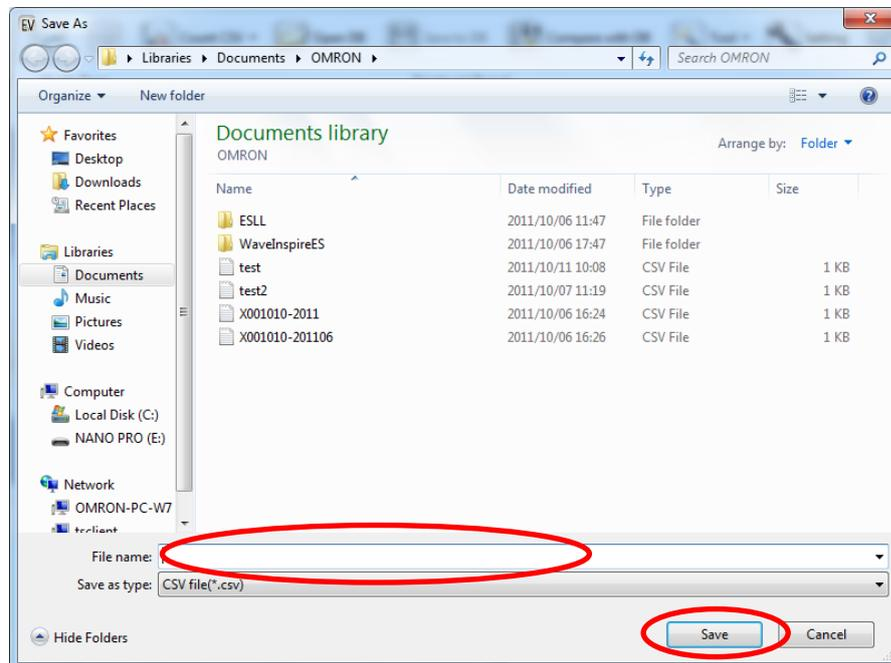 EV Save As
Libraries Documents OMRON
Search OMRON
Organize New folder
Favorites
Desktop
Downloads
Recent Places
Libraries
Documents
Music
Pictures
Videos
Computer
Local Disk (C:)
NANO PRO (E:)
Network
OMRON-PC-W7
tsclient
Documents library
OMRON
Arrange by: Folder
Name Date modified Type Size
ESLL 2011/10/06 11:47 File folder
WaveInspireES 2011/10/06 17:47 File folder
test 2011/10/11 10:08 CSV File 1 KB
test2 2011/10/07 11:19 CSV File 1 KB
X001010-2011 2011/10/06 16:24 CSV File 1 KB
X001010-201106 2011/10/06 16:26 CSV File 1 KB
File name:
Save as type: CSV file(*.csv)
Hide Folders Save Cancel